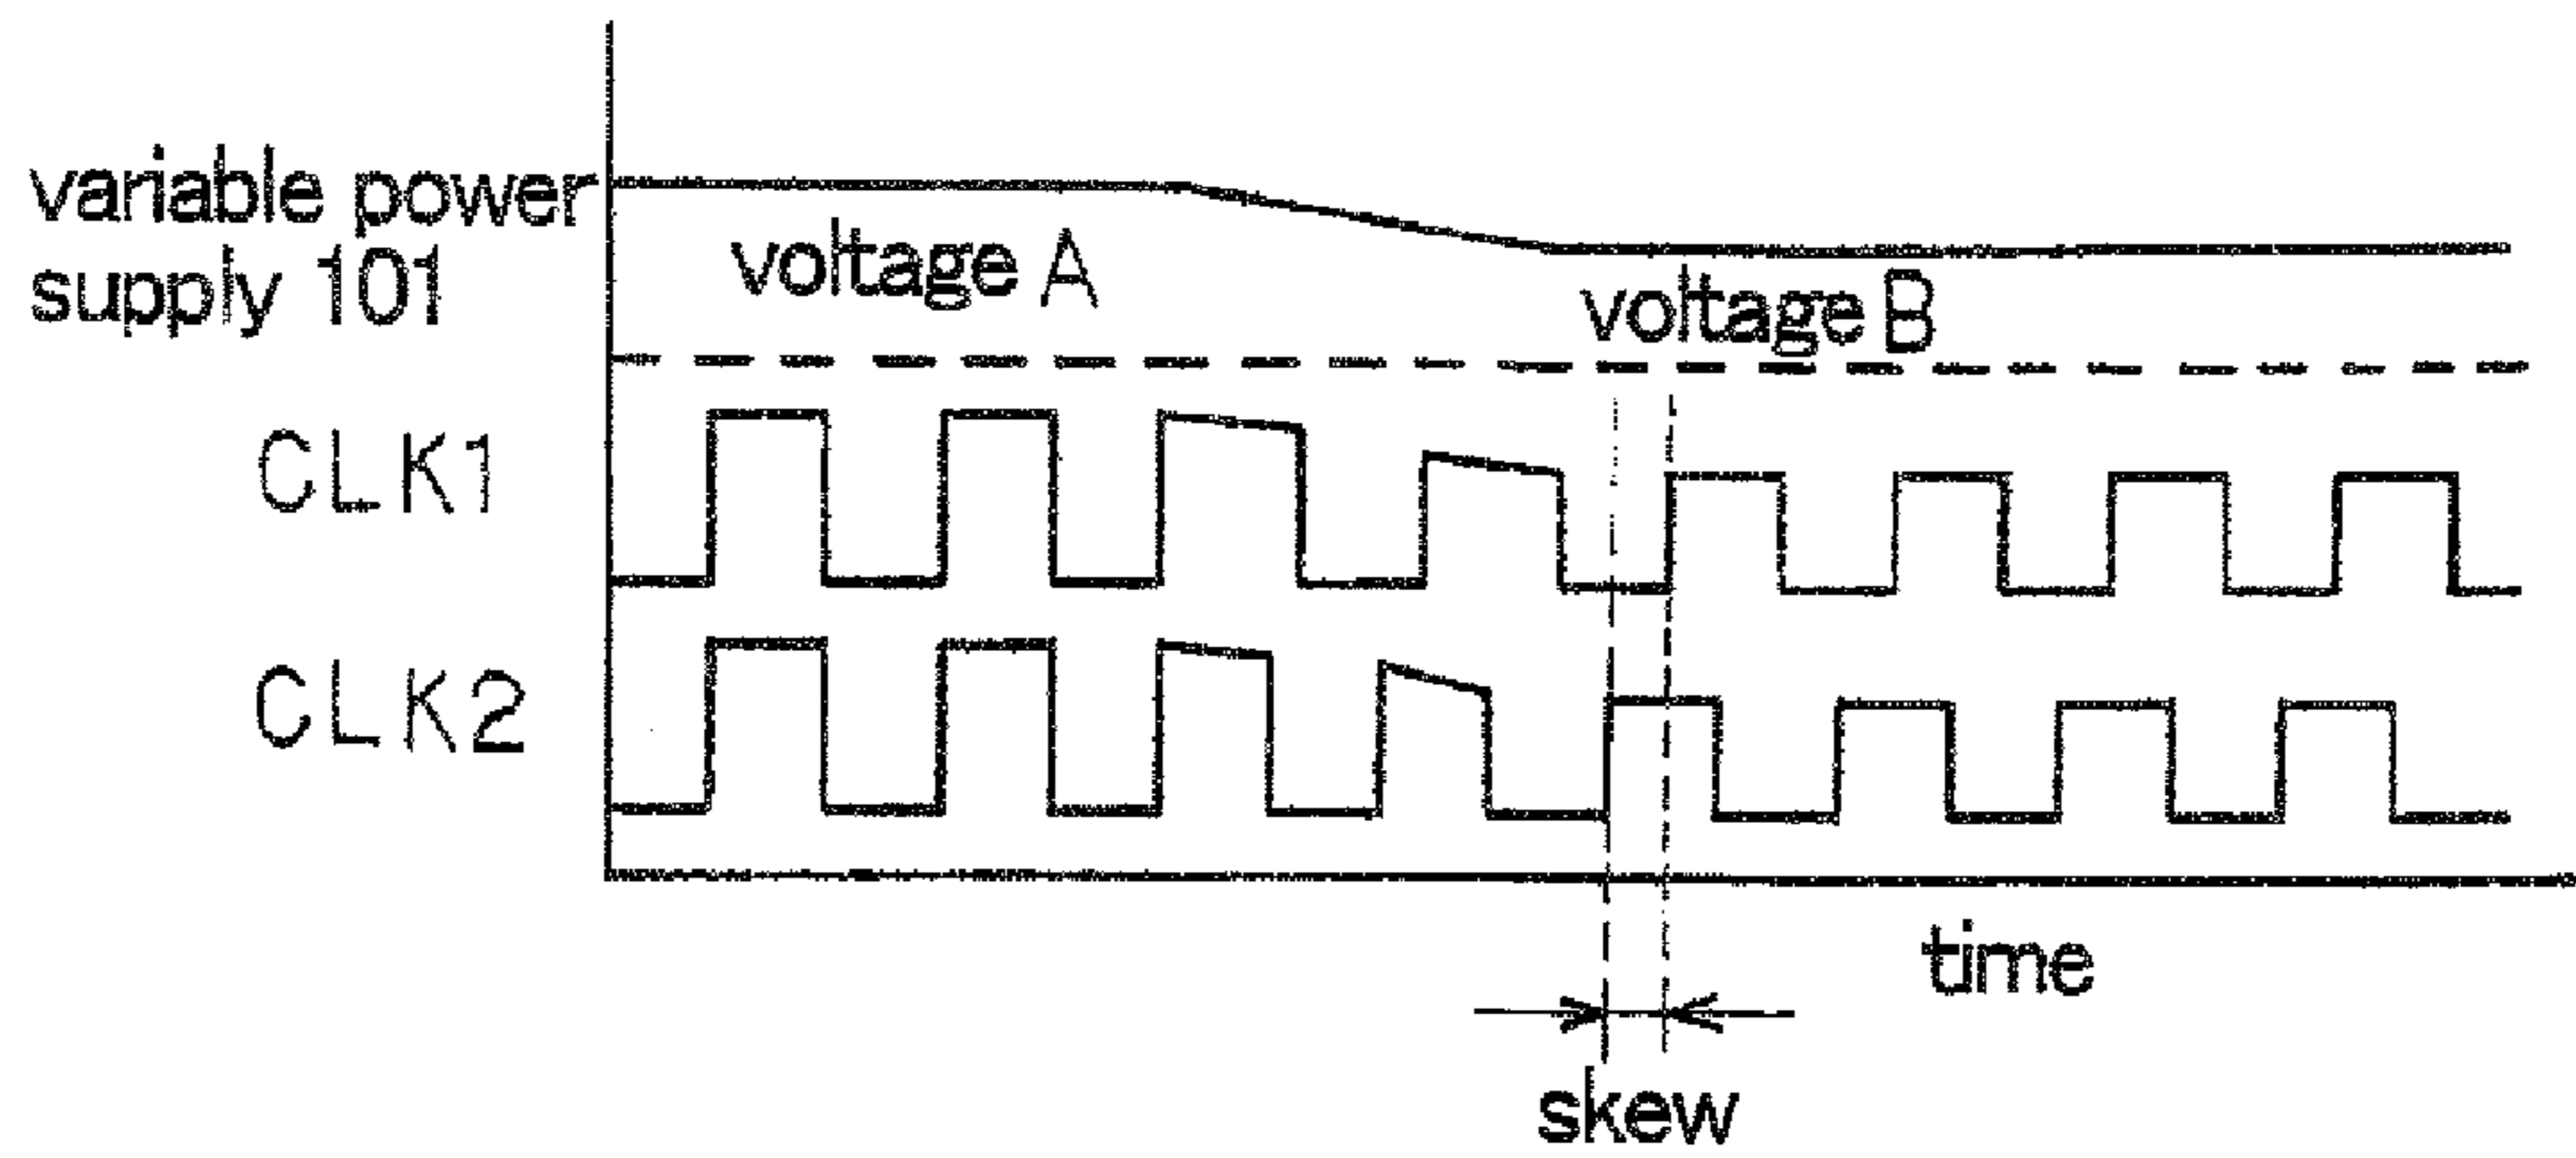 variable power
supply 101
voltage A
voltage B
CLK1
CLK2
time
skew